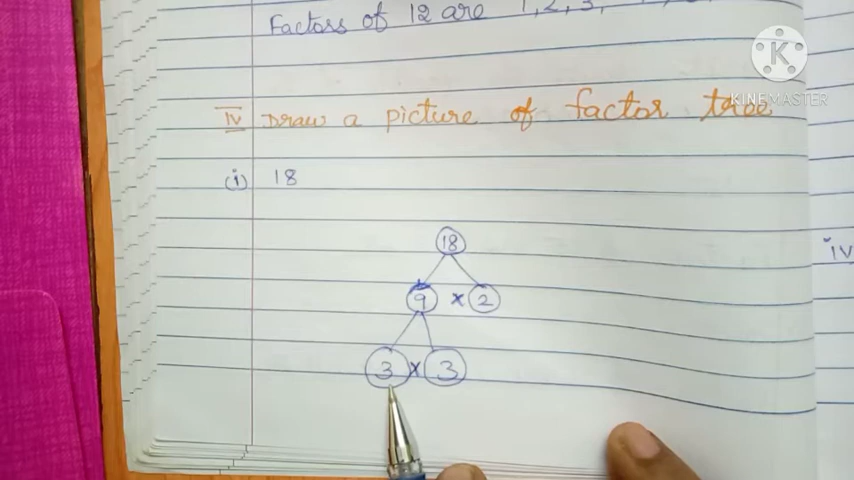 Factors of 12 are 1, 2, 3,
KINEMASTER
IV Draw a picture of factor tree
(i) 18
18
iv
9 x 2
3 x 3